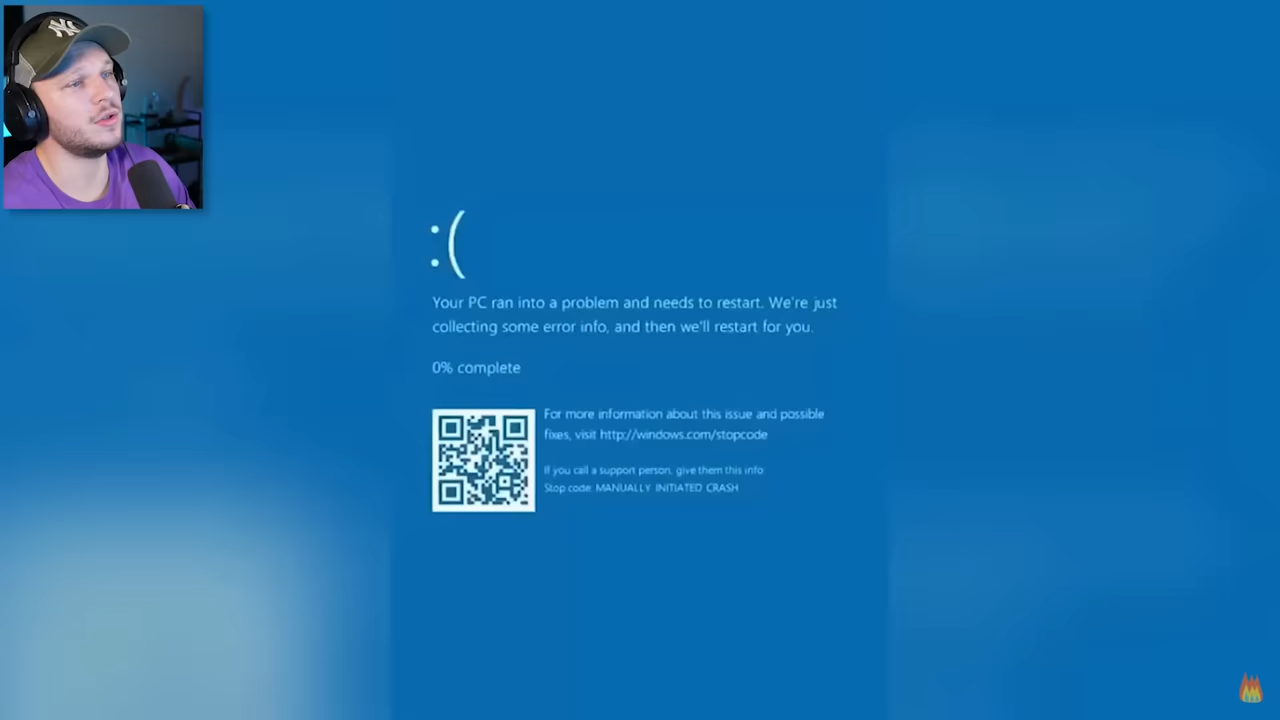 NY
:(
Your PC ran into a problem and needs to restart. We're just
collecting some error info, and then we'll restart for you.
0% complete
For more information about this issue and possible
fixes, visit http://windows.com/stopcode
If you call a support person, give them this info:
Stop code: MANUALLY INITIATED CRASH